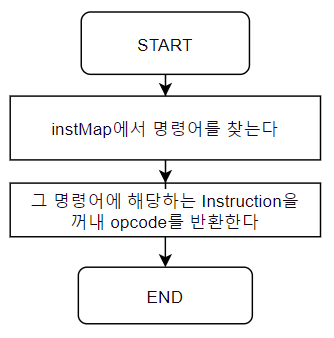 START
instMap에서 명령어를 찾는다
그 명령어에 해당하는 Instruction을
꺼내 opcode를 반환한다
END